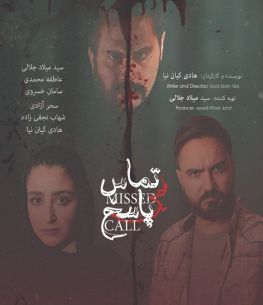 نویسنده و کارگردان: هادی کیان نیا
Writer and Director: Hadi Kian Nia
تهیه کننده: سید میلاد جلالی
Producer: seyed Milad Jalali
سید میلاد جلالی
عاطفه محمدی
سامان خسروی
سحر آزادی
شهاب نجفی زاده
هادی کیان نیا
تماس
MISSED
پاسخ
CALL